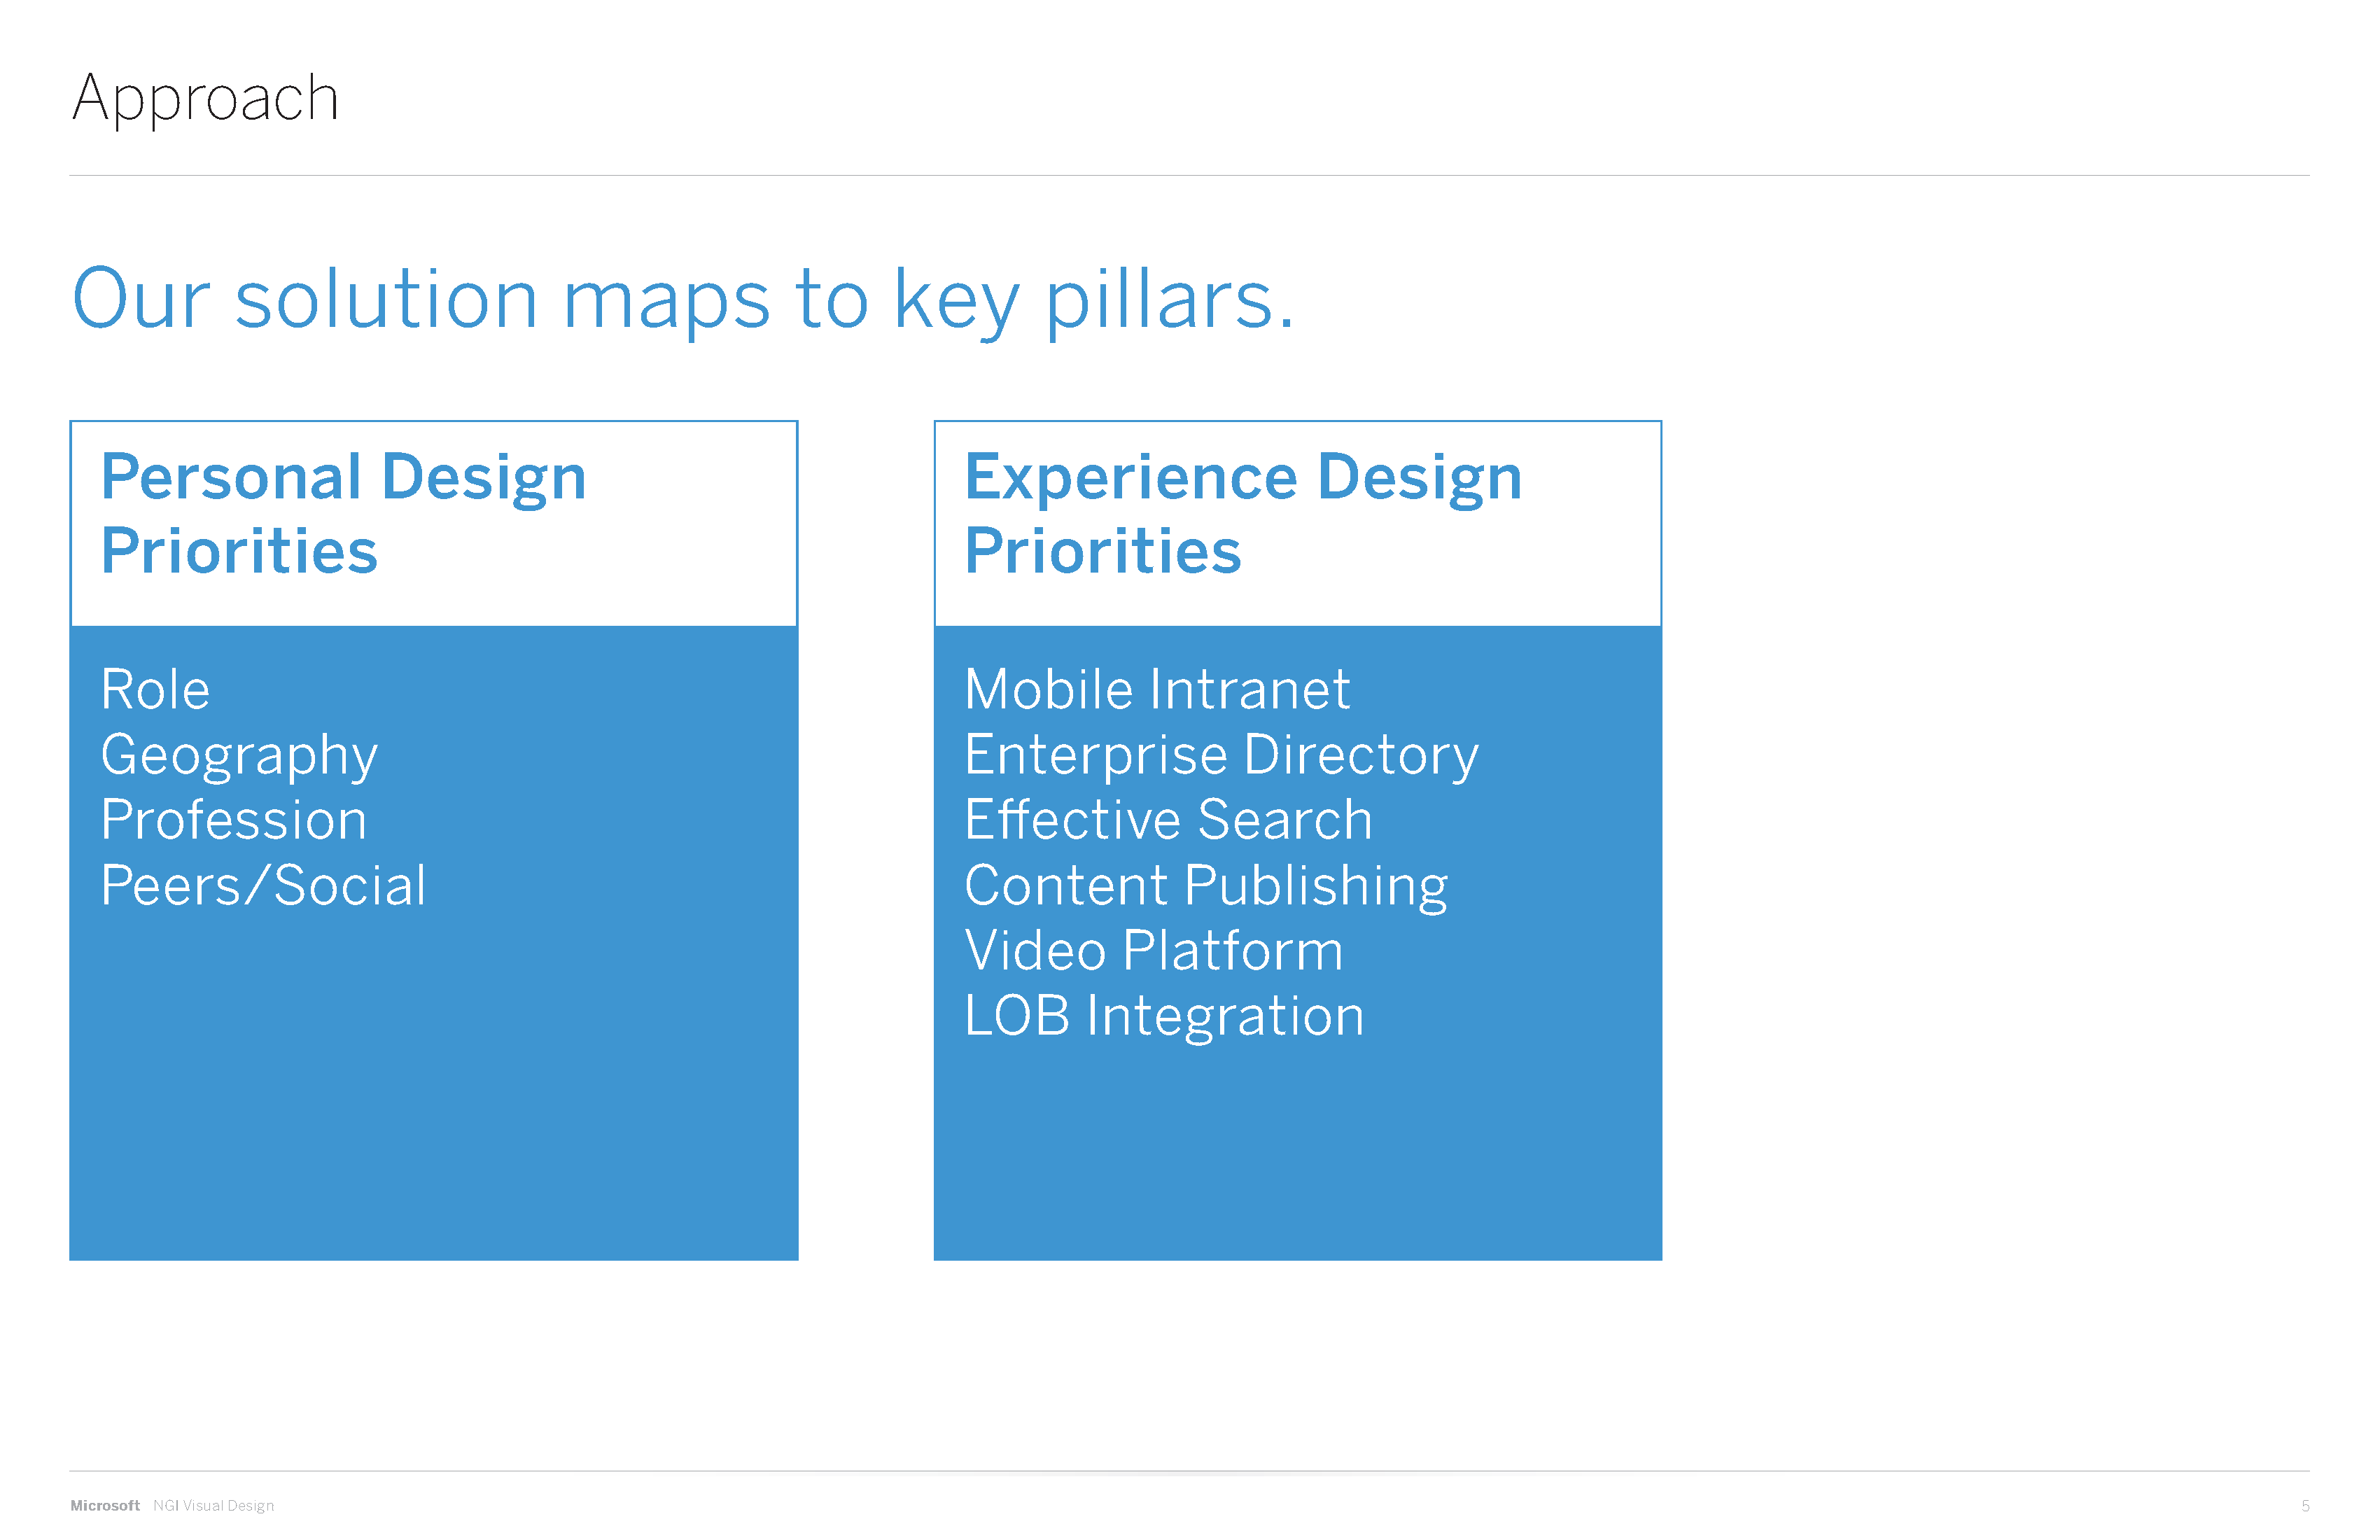 Approach
Our solution maps to key pillars.
Personal Design
Priorities
Role
Geography
Profession
Peers/Social
Experience Design
Priorities
Mobile Intranet
Enterprise Directory
Effective Search
Content Publishing
Video Platform
LOB Integration
Microsoft NGI Visual Design
5